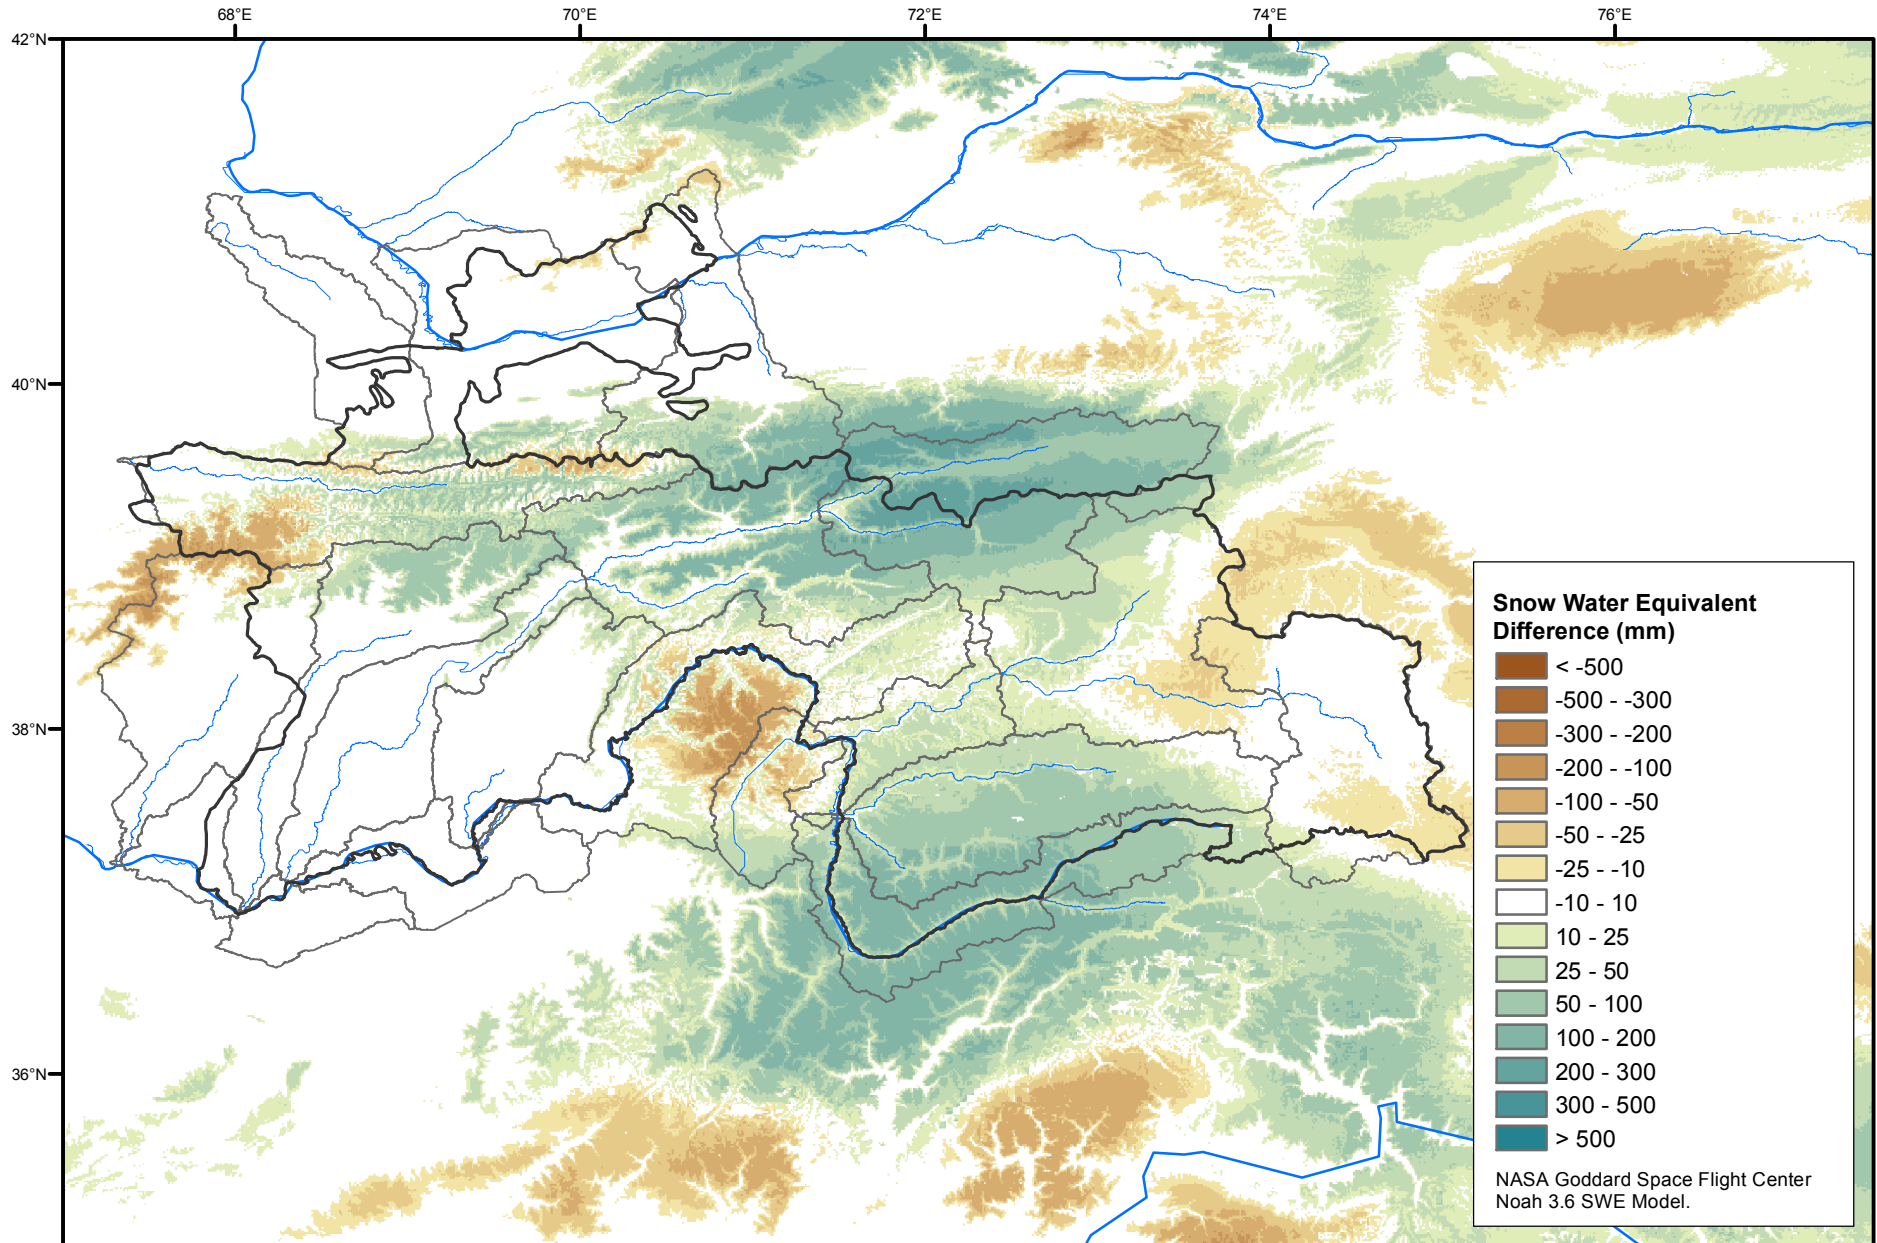 68°E
70°E
72°E
74°E
76°E
42°N
40°N
38°N
36°N
Snow Water Equivalent
Difference (mm)
< -500
-500 - -300
-300 - -200
-200 - -100
-100 - -50
-50 - -25
-25 - -10
-10 - 10
10 - 25
25 - 50
50 - 100
100 - 200
200 - 300
300 - 500
> 500
NASA Goddard Space Flight Center
Noah 3.6 SWE Model.